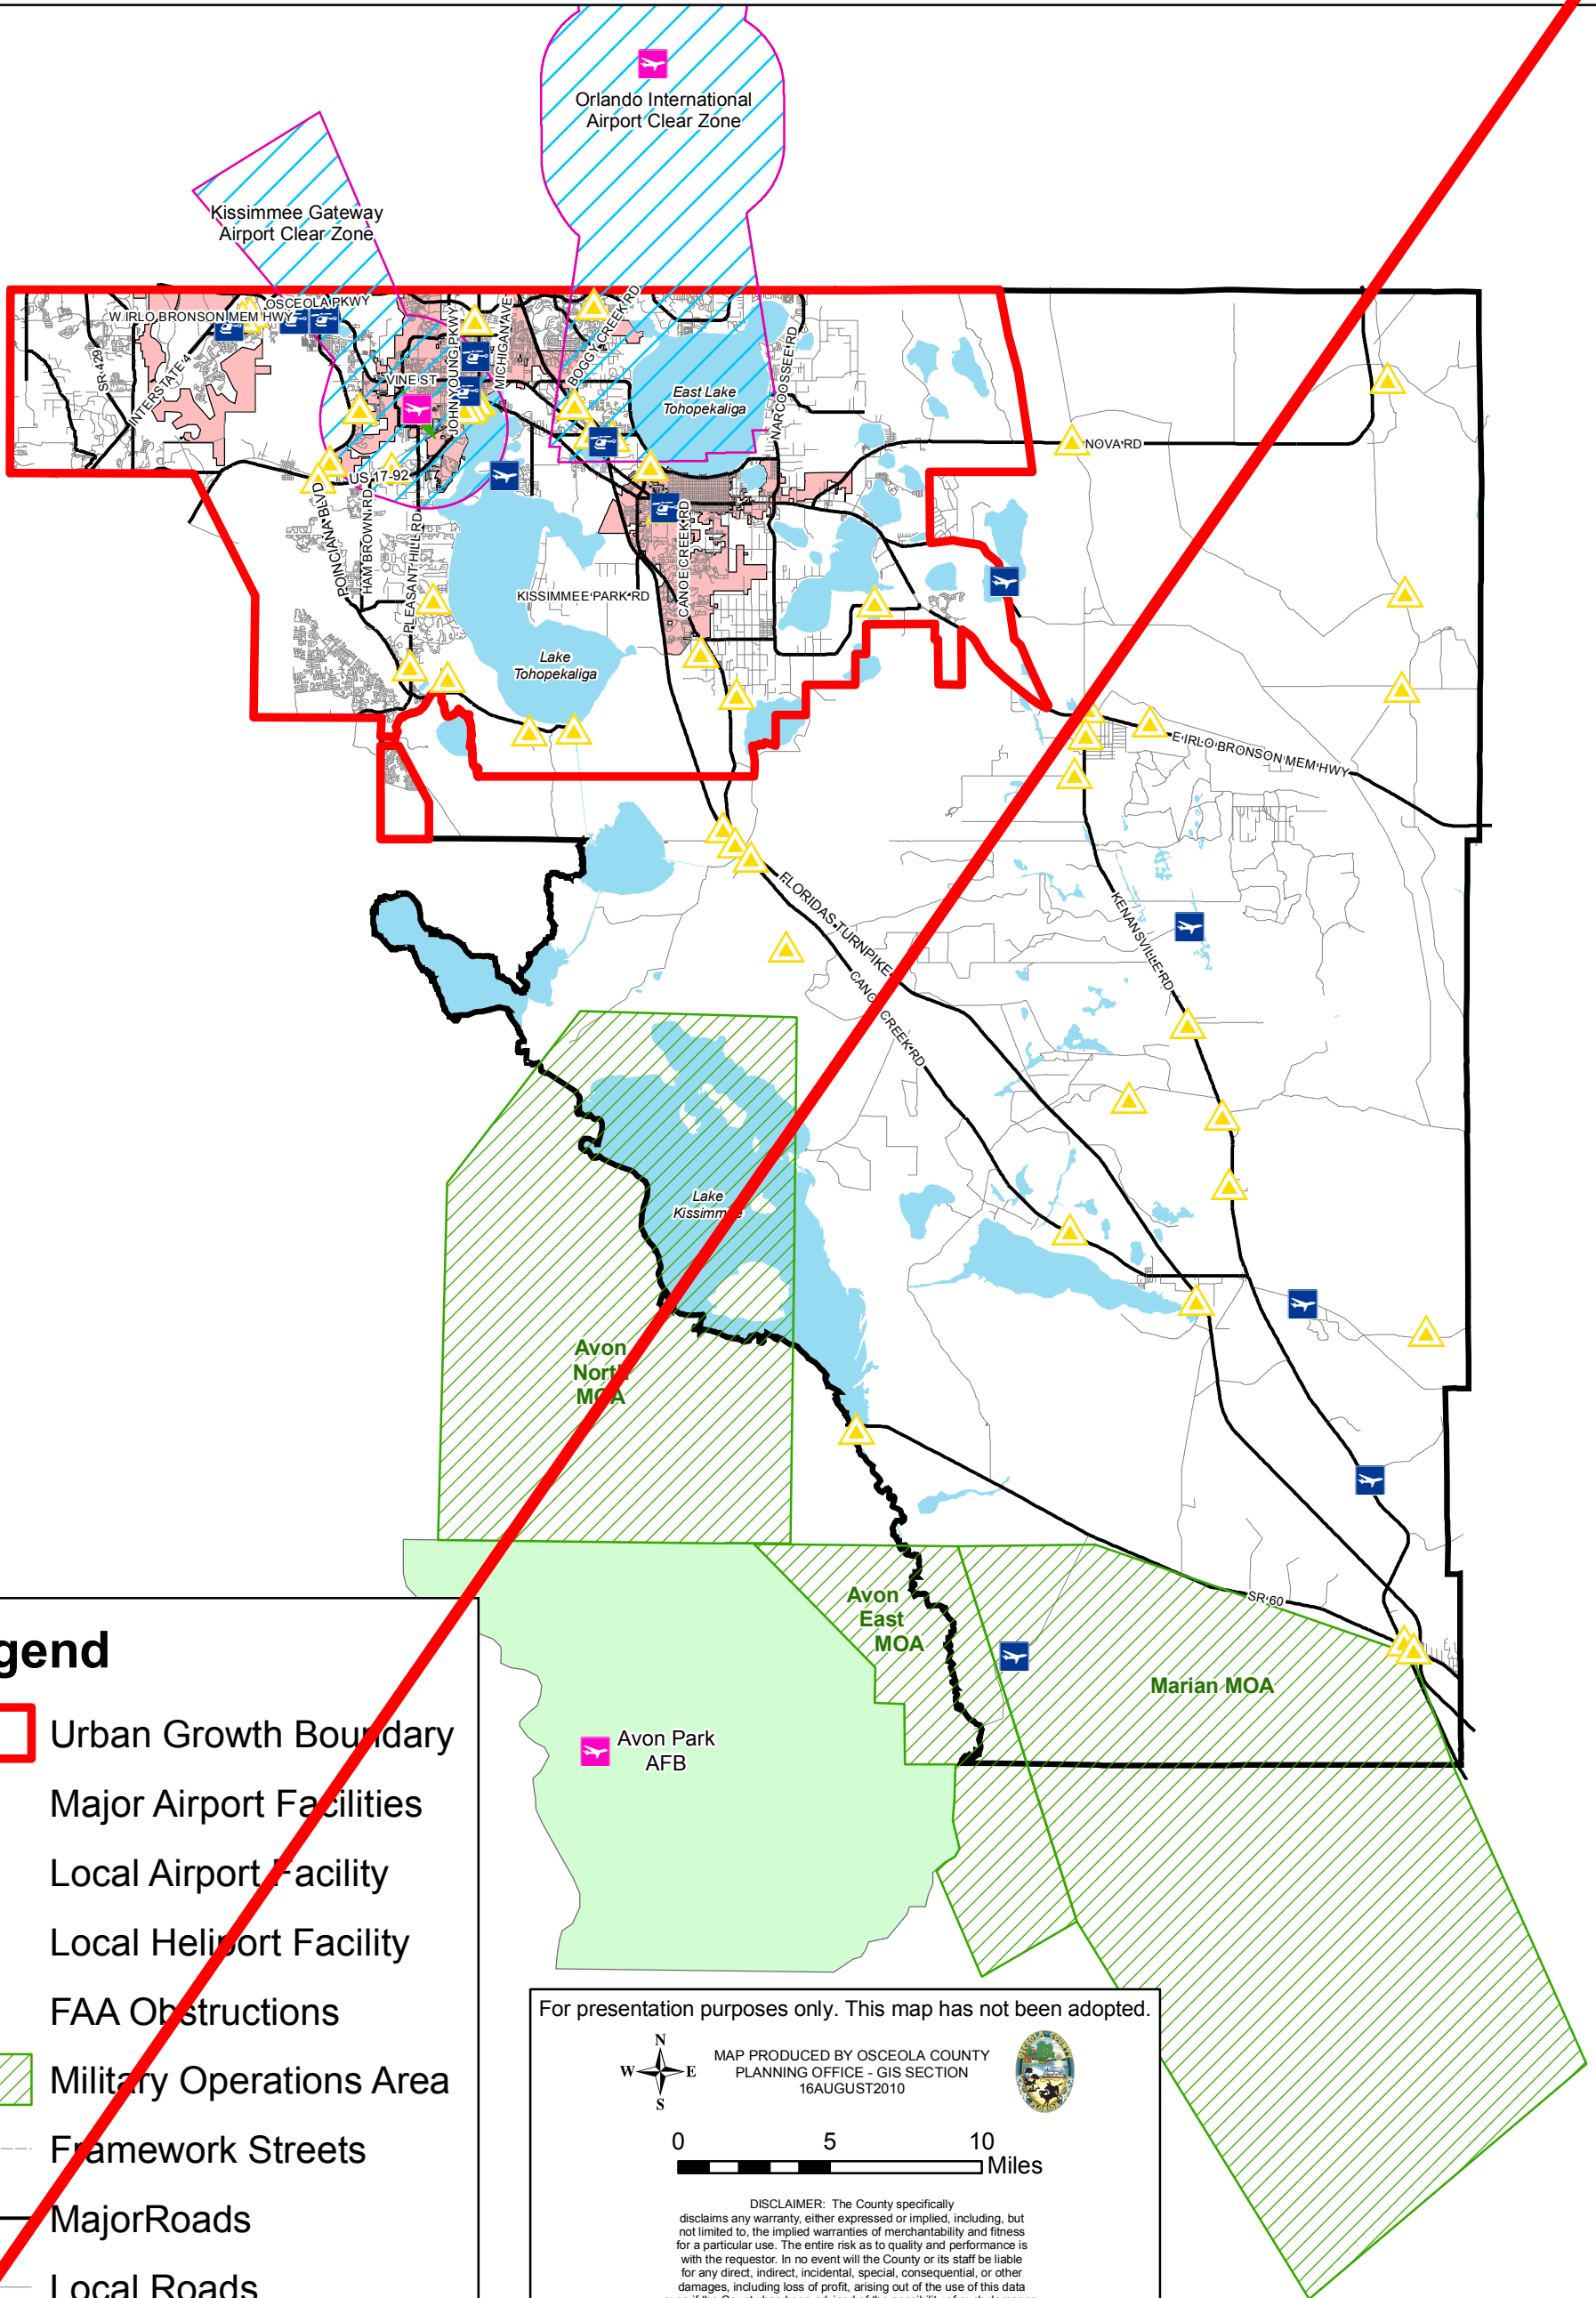 Orlando International
Airport Clear Zone
Kissimmee Gateway
Airport Clear Zone
OSCEOLA PKWY
W IRLO BRONSON MEM HWY
SR 429
INTERSTATE 4
VINE ST
JOHN YOUNG PKWY
MICHIGAN AVE
BOGGY CREEK RD
East Lake
Tohopekaliga
NARCOOSSEE RD
NOVA RD
US 17-92
POINCIANA BLVD
HAM BROWN RD
PLEASANT HILL RD
KISSIMMEE PARK RD
CANOE CREEK RD
Lake
Tohopekaliga
E IRLO BRONSON MEM HWY
FLORIDAS TURNPIKE
KENANSVILLE RD
CANOE CREEK RD
Lake
Kissimmee
Avon
North
MOA
Avon
East
MOA
SR 60
Marian MOA
Avon Park
AFB
gend
Urban Growth Boundary
Major Airport Facilities
Local Airport Facility
Local Heliport Facility
FAA Obstructions
Military Operations Area
Framework Streets
MajorRoads
Local Roads
For presentation purposes only. This map has not been adopted.
N
W E
S
MAP PRODUCED BY OSCEOLA COUNTY
PLANNING OFFICE - GIS SECTION
16AUGUST2010
0 5 10
Miles
DISCLAIMER: The County specifically
disclaims any warranty, either expressed or implied, including, but
not limited to, the implied warranties of merchantability and fitness
for a particular use. The entire risk as to quality and performance is
with the requestor. In no event will the County or its staff be liable
for any direct, indirect, incidental, special, consequential, or other
damages, including loss of profit, arising out of the use of this data